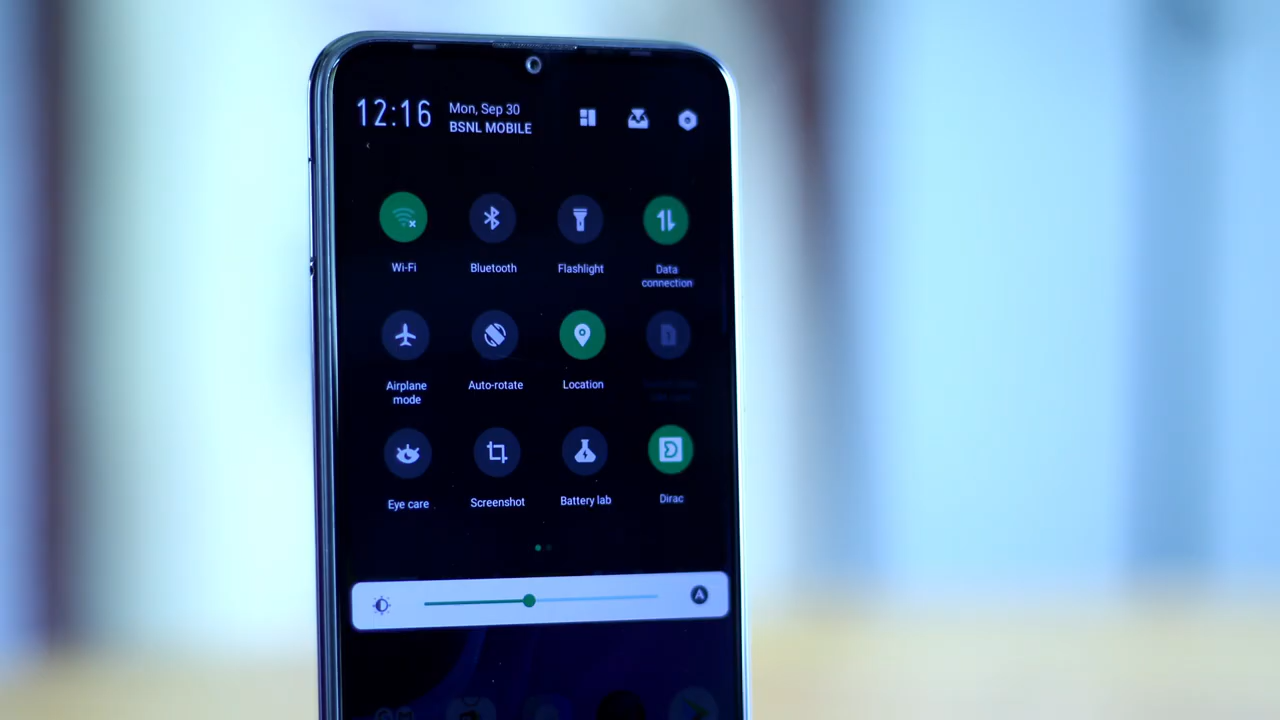 12:16
Mon, Sep 30
BSNL MOBILE
Wi-Fi
Bluetooth
Flashlight
Data
connection
Airplane
mode
Auto-rotate
Location
Eye care
Screenshot
Battery lab
Dirac
A